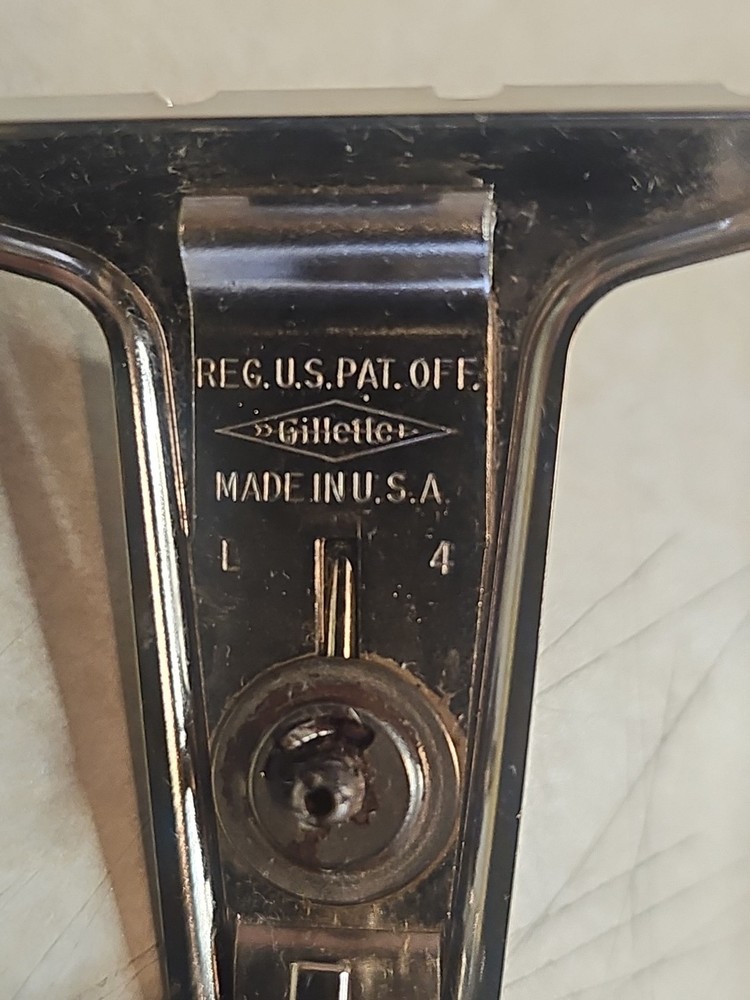 REG. U.S. PAT. OFF.
Gillette
MADE IN U.S.A.
L 4